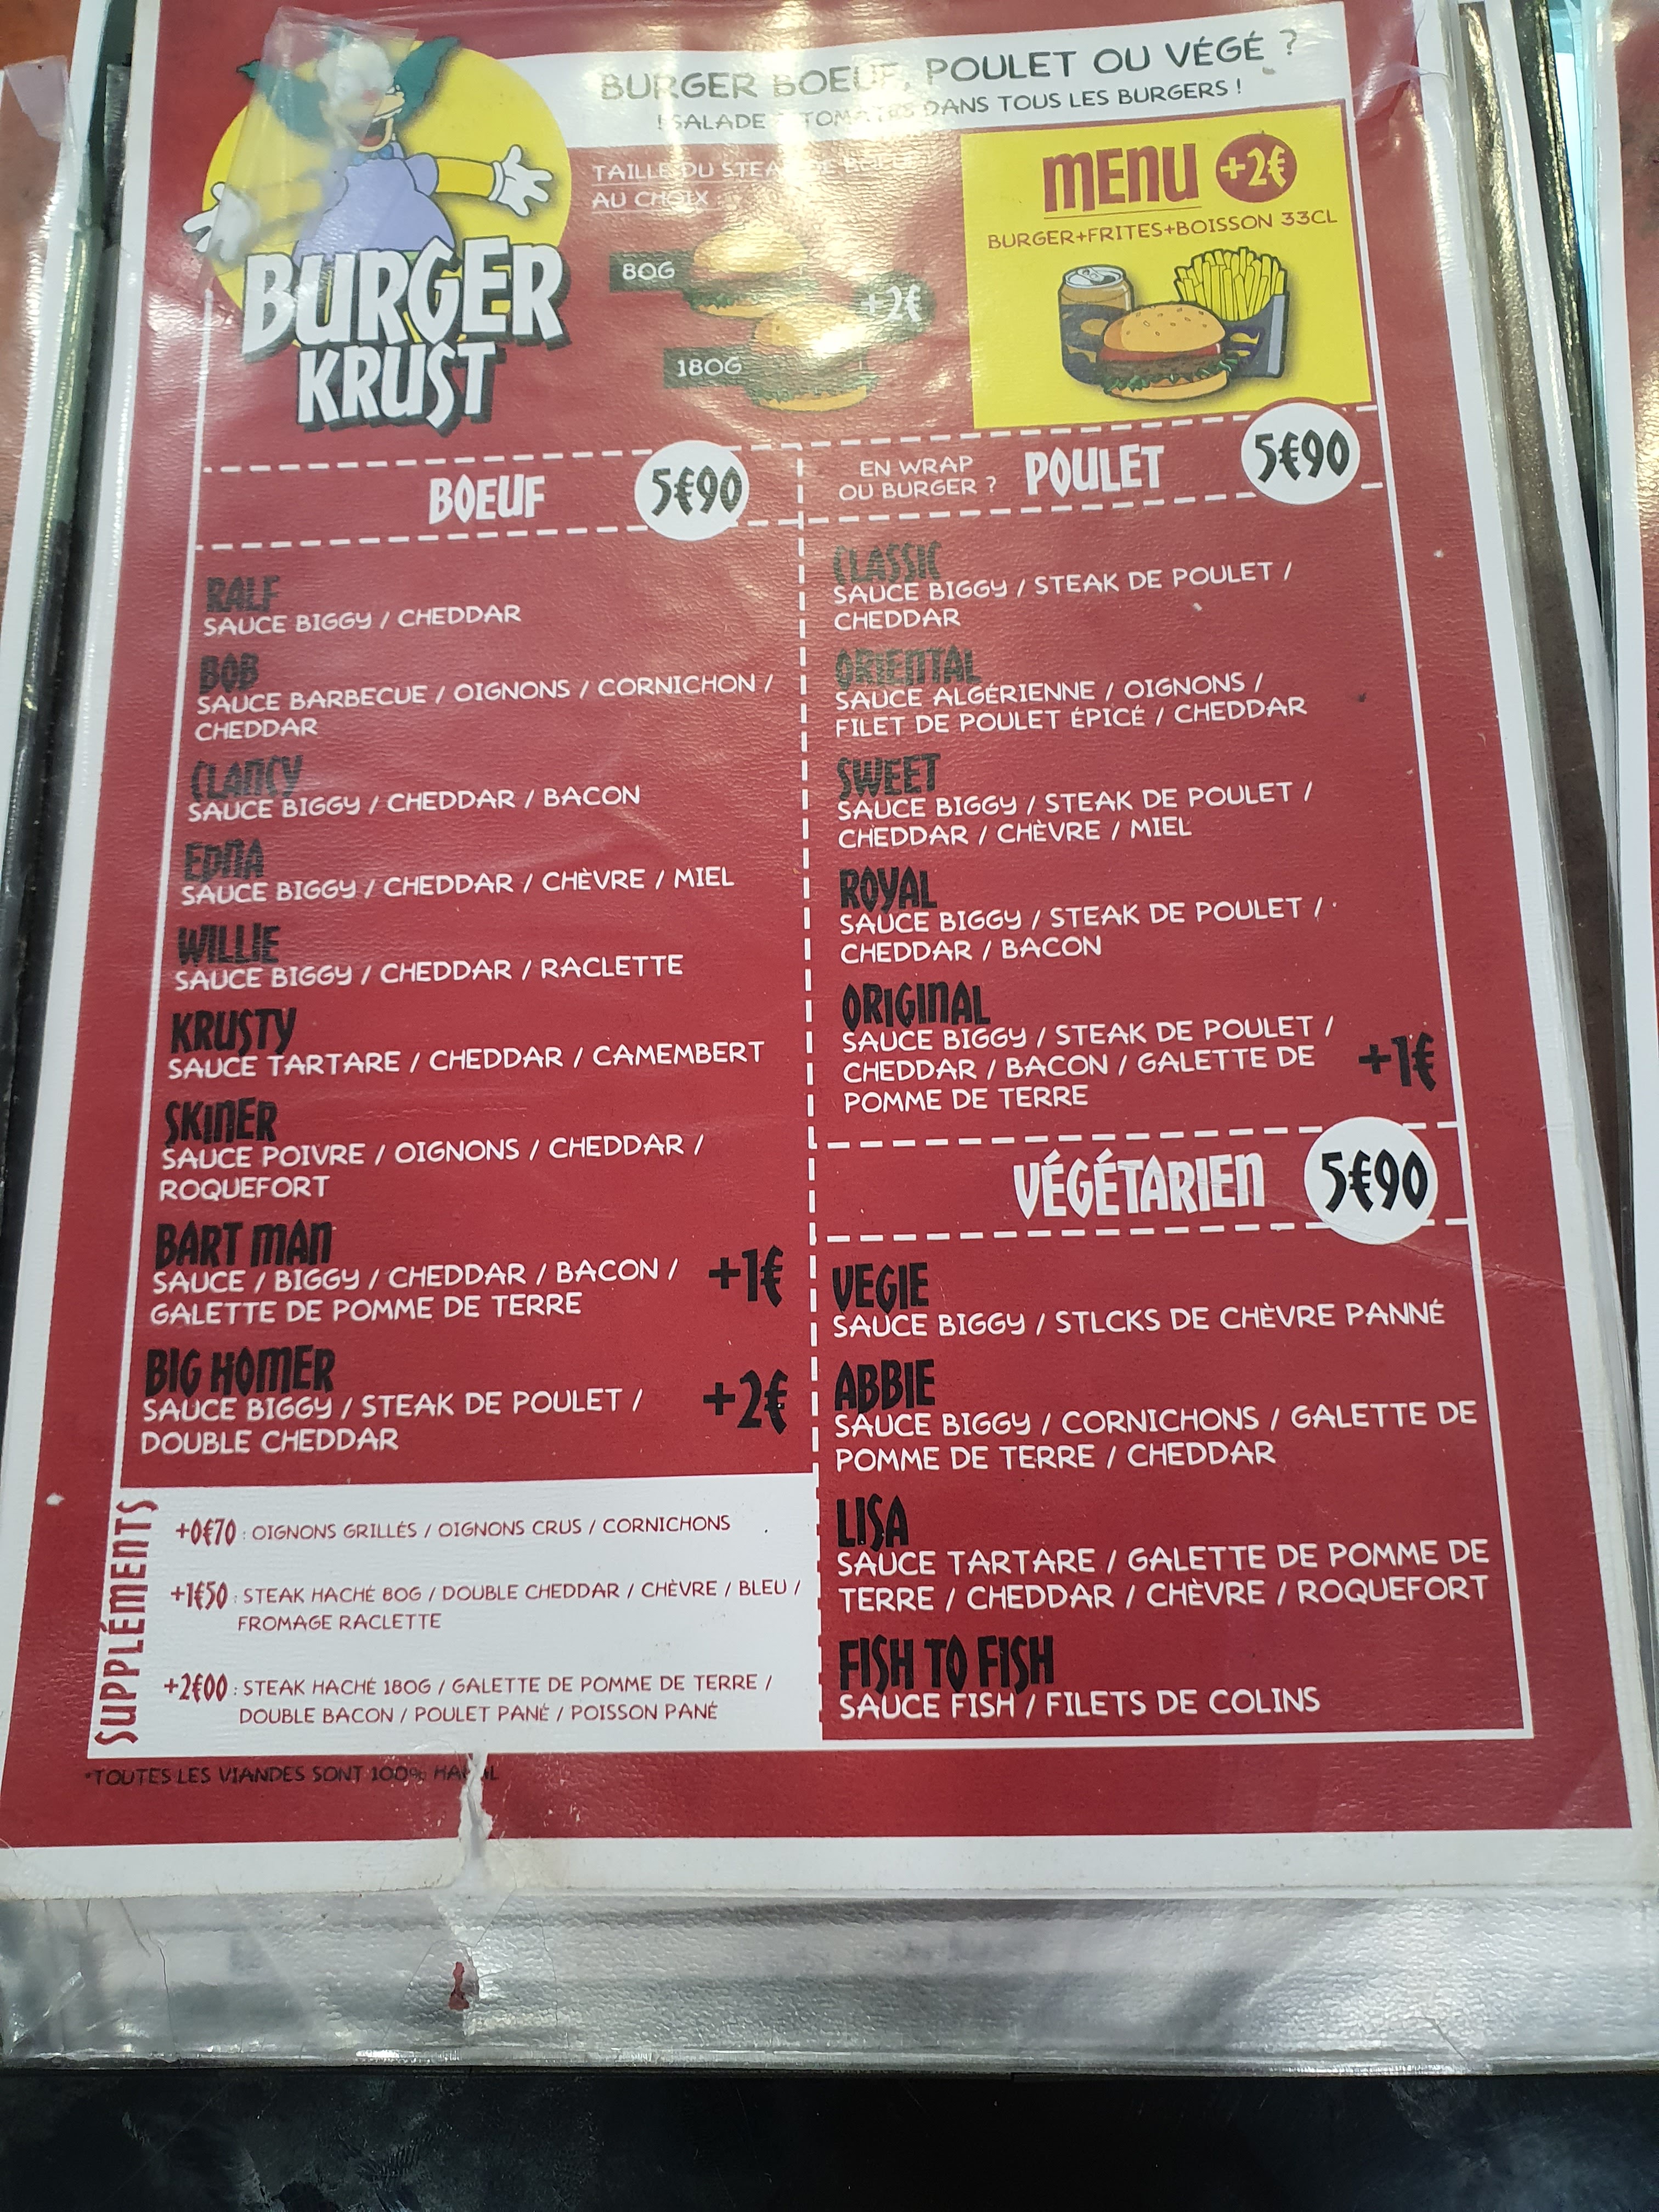 BURGER BOEUF, POULET OU VÉGÉ ?
! SALADE TOMATES DANS TOUS LES BURGERS !
BURGER
KRUST
TAILLE DU STEAK DE BOEUF
AU CHOIX
80G
+2€
180G
MENU +2€
BURGER+FRITES+BOISSON 33CL
BOEUF 5€90
RALF
SAUCE BIGGY / CHEDDAR
BOB
SAUCE BARBECUE / OIGNONS / CORNICHON /
CHEDDAR
CLANCY
SAUCE BIGGY / CHEDDAR / BACON
EDNA
SAUCE BIGGY / CHEDDAR / CHÈVRE / MIEL
WILLIE
SAUCE BIGGY / CHEDDAR / RACLETTE
KRUSTY
SAUCE TARTARE / CHEDDAR / CAMEMBERT
SKINER
SAUCE POIVRE / OIGNONS / CHEDDAR /
ROQUEFORT
BART MAN
SAUCE / BIGGY / CHEDDAR / BACON / +1€
GALETTE DE POMME DE TERRE
BIG HOMER
SAUCE BIGGY / STEAK DE POULET / +2€
DOUBLE CHEDDAR
SUPPLÉMENTS
+0€70 : OIGNONS GRILLÉS / OIGNONS CRUS / CORNICHONS
+1€50 : STEAK HACHÉ 80G / DOUBLE CHEDDAR / CHÈVRE / BLEU /
FROMAGE RACLETTE
+2€00 : STEAK HACHÉ 180G / GALETTE DE POMME DE TERRE /
DOUBLE BACON / POULET PANÉ / POISSON PANÉ
EN WRAP
OU BURGER ?
POULET 5€90
CLASSIC
SAUCE BIGGY / STEAK DE POULET /
CHEDDAR
ORIENTAL
SAUCE ALGÉRIENNE / OIGNONS /
FILET DE POULET ÉPICÉ / CHEDDAR
SWEET
SAUCE BIGGY / STEAK DE POULET /
CHEDDAR / CHÈVRE / MIEL
ROYAL
SAUCE BIGGY / STEAK DE POULET /
CHEDDAR / BACON
ORIGINAL
SAUCE BIGGY / STEAK DE POULET /
CHEDDAR / BACON / GALETTE DE +1€
POMME DE TERRE
VÉGÉTARIEN 5€90
VEGIE
SAUCE BIGGY / STLCKS DE CHÈVRE PANNÉ
ABBIE
SAUCE BIGGY / CORNICHONS / GALETTE DE
POMME DE TERRE / CHEDDAR
LISA
SAUCE TARTARE / GALETTE DE POMME DE
TERRE / CHEDDAR / CHÈVRE / ROQUEFORT
FISH TO FISH
SAUCE FISH / FILETS DE COLINS
*TOUTES LES VIANDES SONT 100%